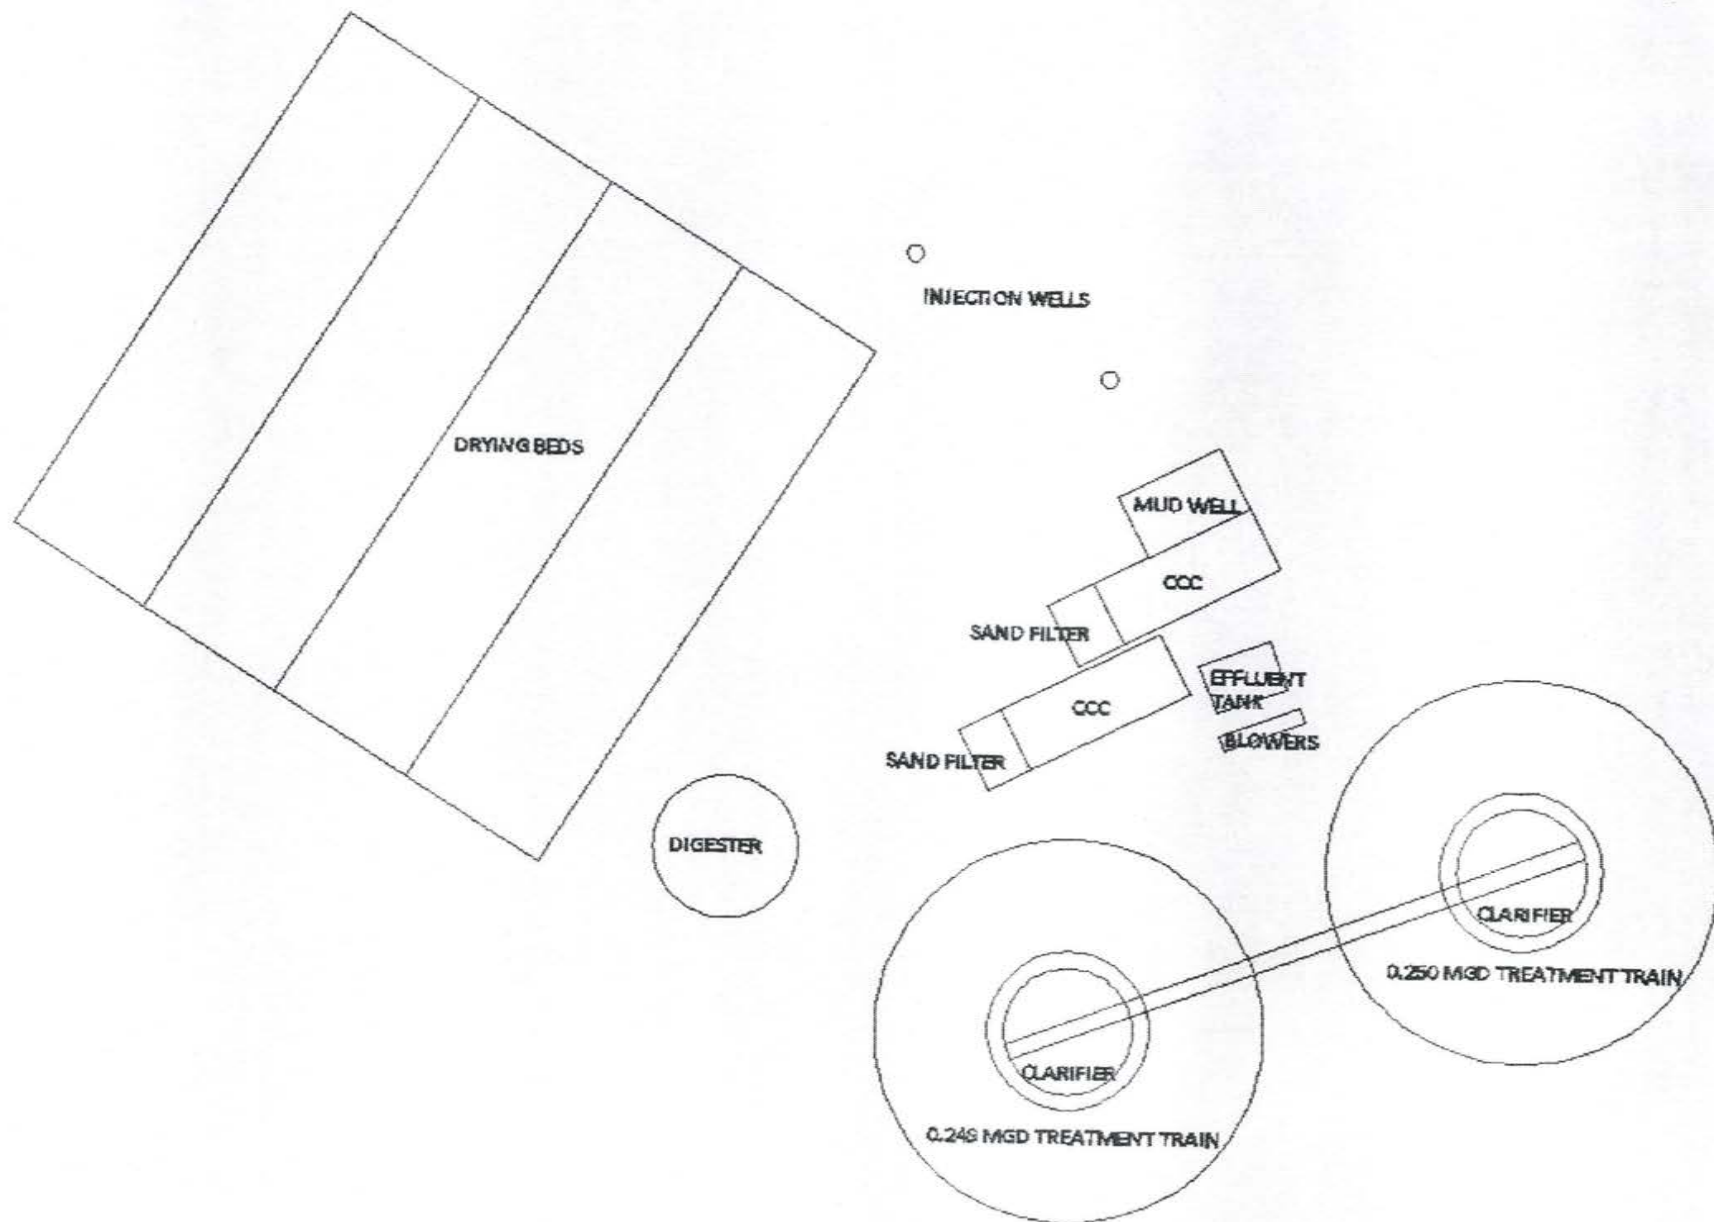 INJECTION WELLS
DRYING BEDS
MUD WELL
CCC
SAND FILTER
EFFLUENT
TANK
CCC
BLOWERS
SAND FILTER
DIGESTER
CLARIFIER
0.250 MGD TREATMENT TRAIN
CLARIFIER
0.249 MGD TREATMENT TRAIN